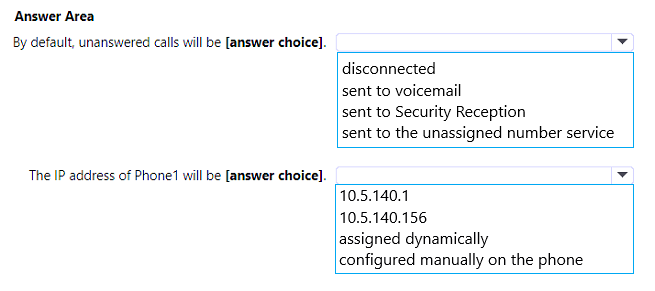 Answer Area
By default, unanswered calls will be [answer choice].
disconnected
sent to voicemail
sent to Security Reception
sent to the unassigned number service
The IP address of Phone1 will be [answer choice].
10.5.140.1
10.5.140.156
assigned dynamically
configured manually on the phone